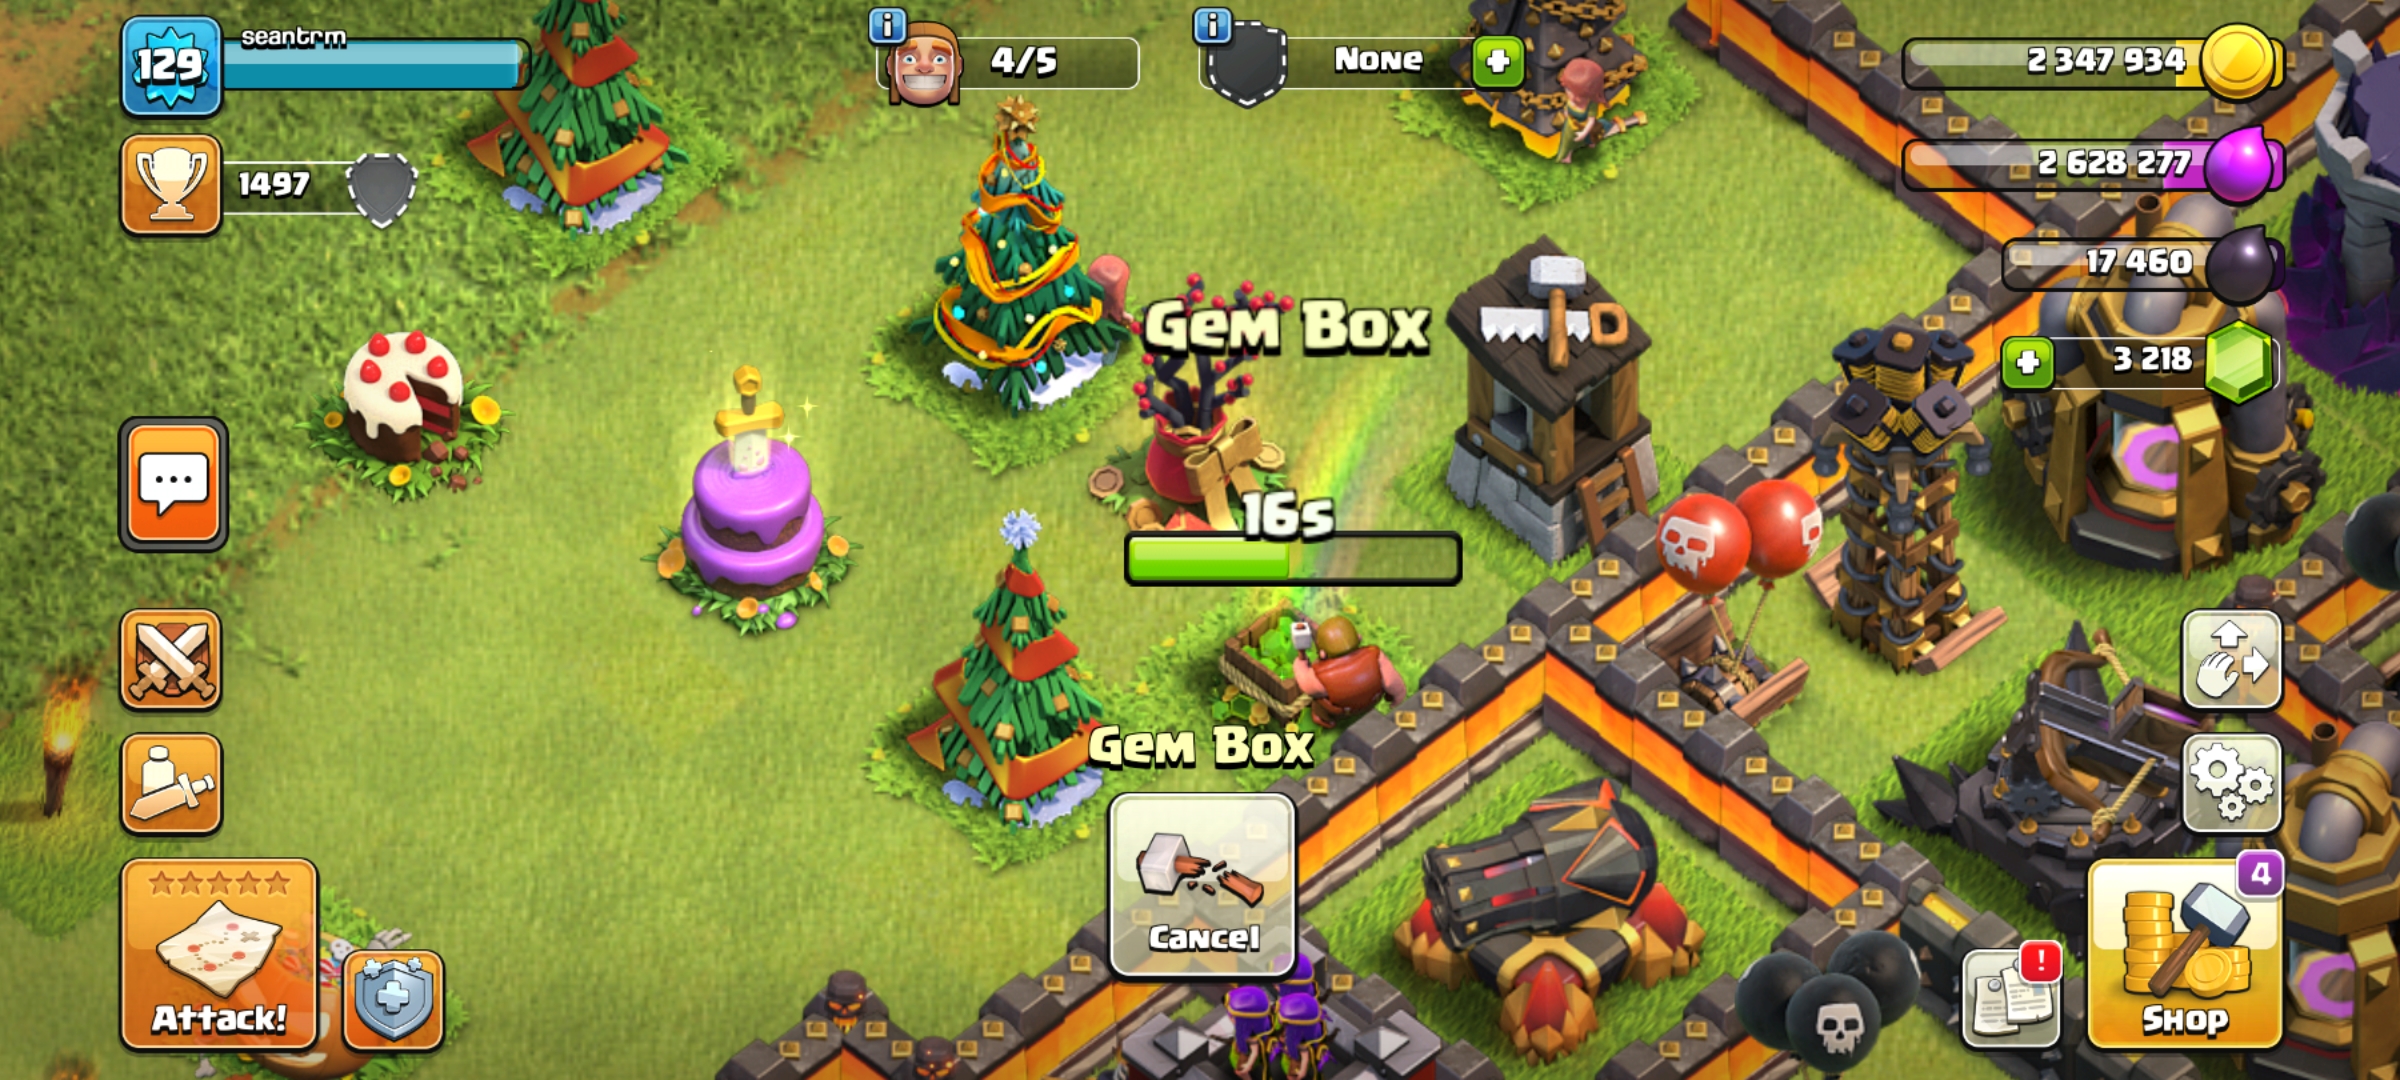 129
seantrm
4/5
None
2 347 934
1497
2 628 277
17 460
3 218
Gem Box
16s
Gem Box
Cancel
Attack!
4
!
Shop